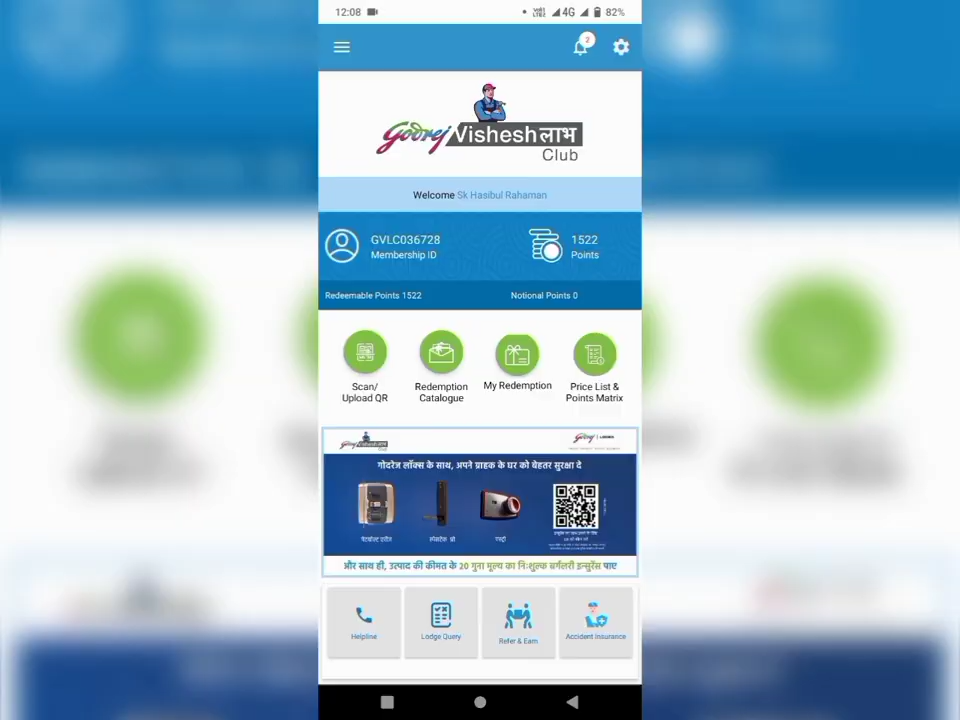 12:08
4G 82%
2
Godrej Vishesh लाभ
Club
Welcome Sk Hasibul Rahaman
GVLC036728
Membership ID
1522
Points
Redeemable Points 1522
Notional Points 0
Scan/
Upload QR
Redemption
Catalogue
My Redemption
Price List &
Points Matrix
गोदरेज लॉक्स के साथ, अपने ग्राहक के घर को बेहतर सुरक्षा दे
और साथ ही, उत्पाद की कीमत के 20 गुना मूल्य का निःशुल्क बर्गलरी इन्सुरेंस पाए
Helpline
Lodge Query
Refer & Earn
Accident Insurance